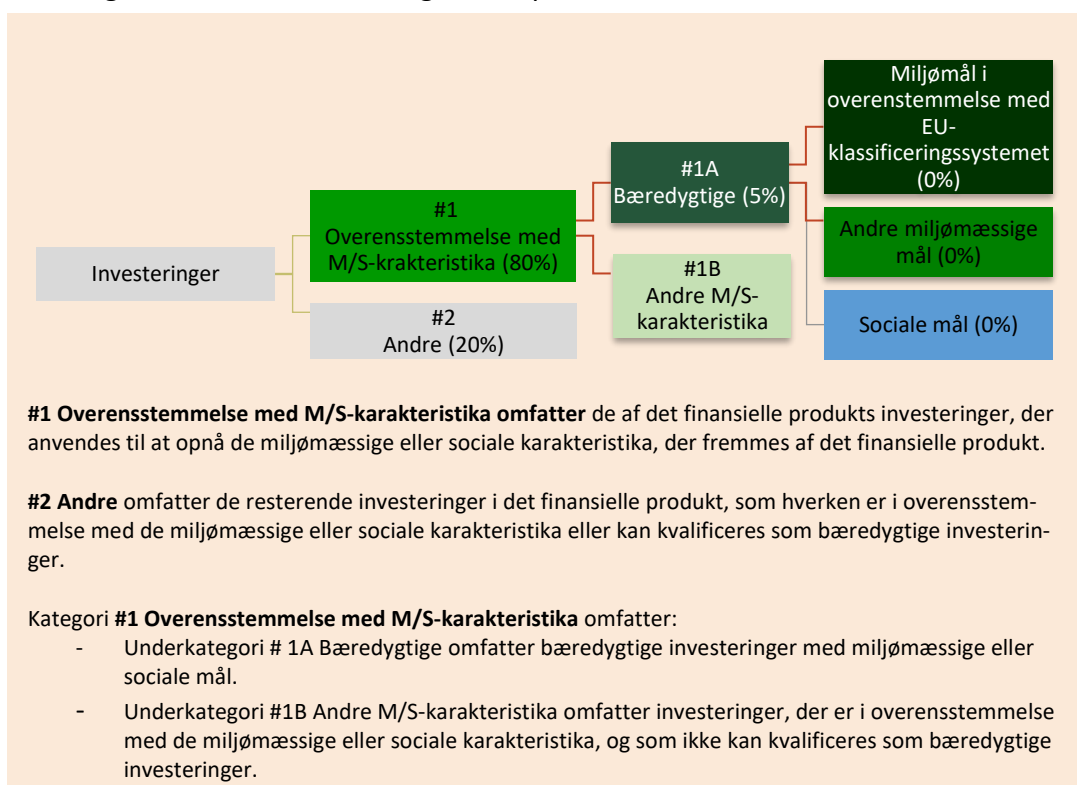 Miljømål i
overenstemmelse med
EU-
klassificeringssystemet
(0%)
#1A
Bæredygtige (5%)
#1
Overensstemmelse med
M/S-krakteristika (80%)
Andre miljømæssige
mål (0%)
Investeringer
#1B
Andre M/S-
karakteristika
#2
Andre (20%)
Sociale mål (0%)
#1 Overensstemmelse med M/S-karakteristika omfatter de af det finansielle produkts investeringer, der
anvendes til at opnå de miljømæssige eller sociale karakteristika, der fremmes af det finansielle produkt.
#2 Andre omfatter de resterende investeringer i det finansielle produkt, som hverken er i overensstem-
melse med de miljømæssige eller sociale karakteristika eller kan kvalificeres som bæredygtige investerin-
ger.
Kategori #1 Overensstemmelse med M/S-karakteristika omfatter:
- Underkategori # 1A Bæredygtige omfatter bæredygtige investeringer med miljømæssige eller
sociale mål.
- Underkategori #1B Andre M/S-karakteristika omfatter investeringer, der er i overensstemmelse
med de miljømæssige eller sociale karakteristika, og som ikke kan kvalificeres som bæredygtige
investeringer.